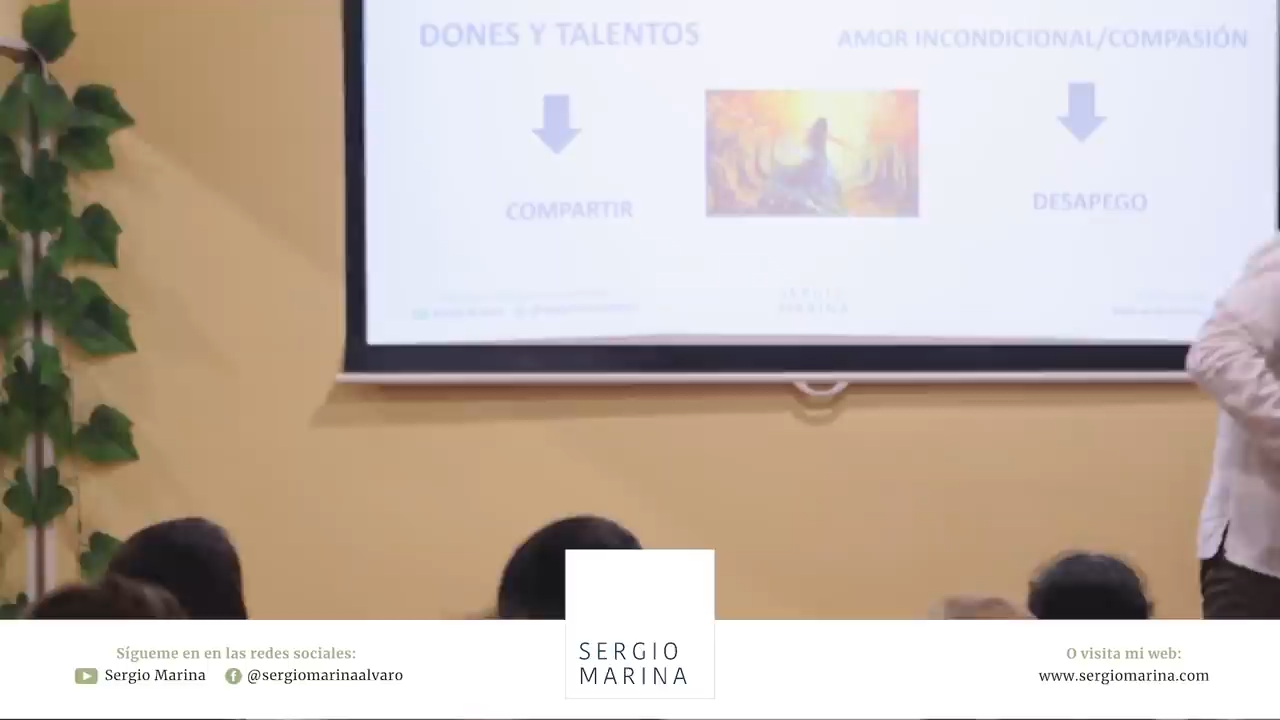 DONES Y TALENTOS
AMOR INCONDICIONAL/COMPASIÓN
COMPARTIR
DESAPEGO
SERGIO
MARINA
Sígueme en en las redes sociales:
Sergio Marina @sergiomarinaalvaro
SERGIO
MARINA
O visita mi web:
www.sergiomarina.com